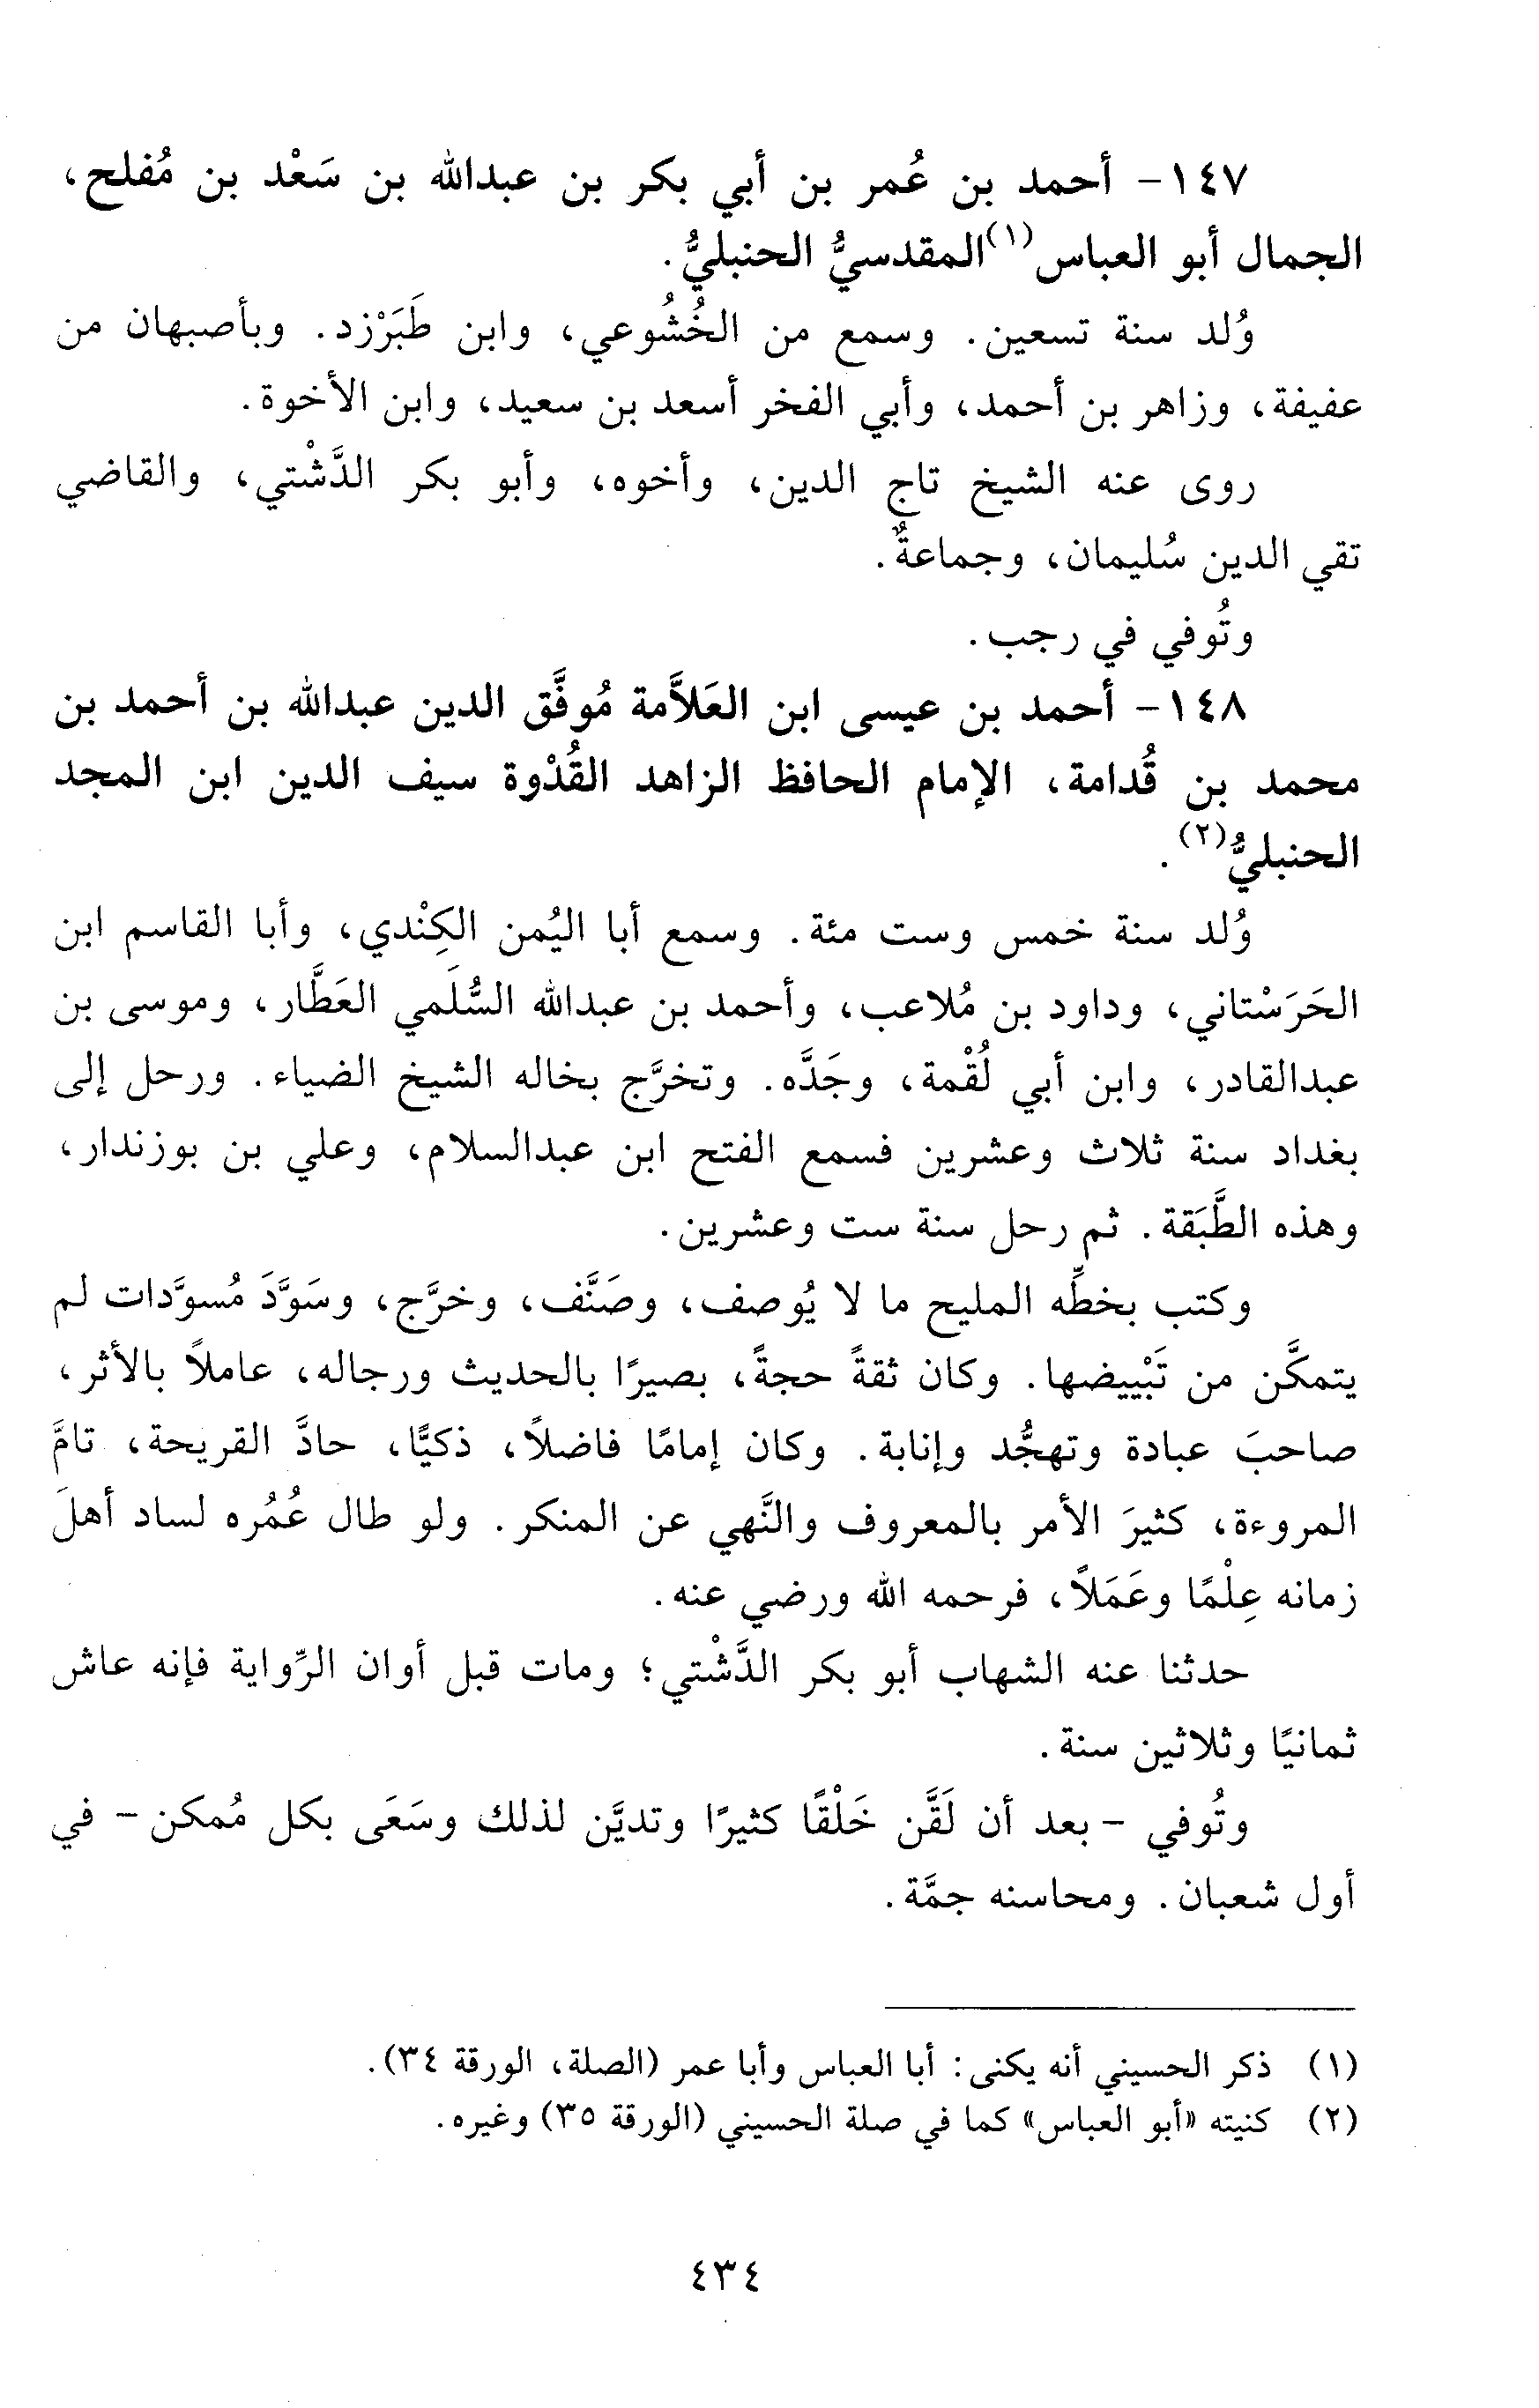 ١٤٧- أحمد بن عُمر بن أبي بكر بن عبدالله بن سَعْد بن مُفلح،
الجمال أبو العباس(١) المقدسيُّ الحنبليُّ.
وُلد سنة تسعين. وسمع من الخُشُوعي، وابن طَبَرْزد. وبأصبهان من
عفيفة، وزاهر بن أحمد، وأبي الفخر أسعد بن سعيد، وابن الأخوة.
روى عنه الشيخ تاج الدين، وأخوه، وأبو بكر الدَّشْتي، والقاضي
تقي الدين سُليمان، وجماعةٌ.
وتُوفي في رجب.
١٤٨- أحمد بن عيسى ابن العَلاَّمة مُوفَّق الدين عبدالله بن أحمد بن
محمد بن قُدامة، الإمام الحافظ الزاهد القُدْوة سيف الدين ابن المجد
الحنبليُّ(٢).
وُلد سنة خمس وست مئة. وسمع أبا اليُمن الكِنْدي، وأبا القاسم ابن
الحَرَسْتاني، وداود بن مُلاعب، وأحمد بن عبدالله السُّلَمي العَطَّار، وموسى بن
عبدالقادر، وابن أبي لُقْمة، وجَدَّه. وتخرَّج بخاله الشيخ الضياء. ورحل إلى
بغداد سنة ثلاث وعشرين فسمع الفتح ابن عبدالسلام، وعلي بن بوزندار،
وهذه الطَّبَقة. ثم رحل سنة ست وعشرين.
وكتب بخطِّه المليح ما لا يُوصف، وصَنَّف، وخرَّج، وسَوَّدَ مُسوَّدات لم
يتمكَّن من تَبْييضها. وكان ثقةً حجةً، بصيرًا بالحديث ورجاله، عاملاً بالأثر،
صاحبَ عبادة وتهجُّد وإنابة. وكان إمامًا فاضلاً، ذكيًّا، حادَّ القريحة، تامَّ
المروءة، كثيرَ الأمر بالمعروف والنَّهي عن المنكر. ولو طال عُمُره لساد أهلَ
زمانه عِلْمًا وعَمَلاً، فرحمه الله ورضي عنه.
حدثنا عنه الشهاب أبو بكر الدَّشْتي؛ ومات قبل أوان الرِّواية فإنه عاش
ثمانيًا وثلاثين سنة.
وتُوفي - بعد أن لَقَّن خَلْقًا كثيرًا وتديَّن لذلك وسَعَى بكل مُمكن - في
أول شعبان. ومحاسنه جمَّة.
(١) ذكر الحسيني أنه يكنى: أبا العباس وأبا عمر (الصلة، الورقة ٣٤).
(٢) كنيته «أبو العباس» كما في صلة الحسيني (الورقة ٣٥) وغيره.
٤٣٤